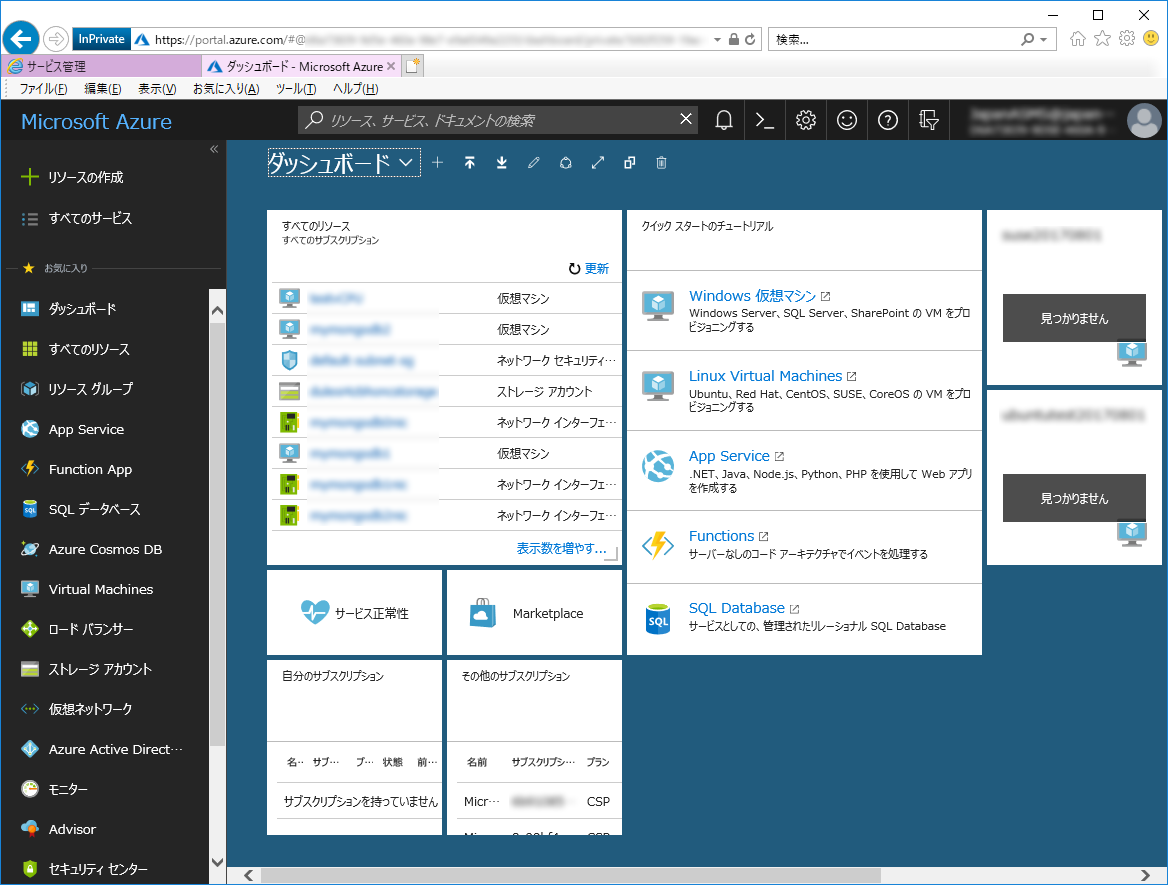 InPrivate
https://portal.azure.com/#@
検索...
サービス管理
ダッシュボード - Microsoft Azure
ファイル(F) 編集(E) 表示(V) お気に入り(A) ツール(T) ヘルプ(H)
Microsoft Azure
リソース、サービス、ドキュメントの検索
リソースの作成
すべてのサービス
お気に入り
ダッシュボード
すべてのリソース
リソース グループ
App Service
Function App
SQL データベース
Azure Cosmos DB
Virtual Machines
ロード バランサー
ストレージ アカウント
仮想ネットワーク
Azure Active Direct…
モニター
Advisor
セキュリティ センター
ダッシュボード
すべてのリソース
すべてのサブスクリプション
更新
仮想マシン
仮想マシン
ネットワーク セキュリティ…
ストレージ アカウント
ネットワーク インターフェ…
仮想マシン
ネットワーク インターフェ…
ネットワーク インターフェ…
表示数を増やす...
クイック スタートのチュートリアル
Windows 仮想マシン
Windows Server、SQL Server、SharePoint の VM をプロ
ビジョニングする
Linux Virtual Machines
Ubuntu、Red Hat、CentOS、SUSE、CoreOS の VM をプロ
ビジョニングする
App Service
.NET、Java、Node.js、Python、PHP を使用して Web アプリ
を作成する
Functions
サーバーなしのコード アーキテクチャでイベントを処理する
SQL
SQL Database
サービスとしての、管理されたリレーショナル SQL Database
見つかりません
見つかりません
サービス正常性
Marketplace
自分のサブスクリプション
名… サブ… ブ… 状態 前…
サブスクリプションを持っていません
その他のサブスクリプション
名前 サブスクリプシ… プラン
Micr… CSP